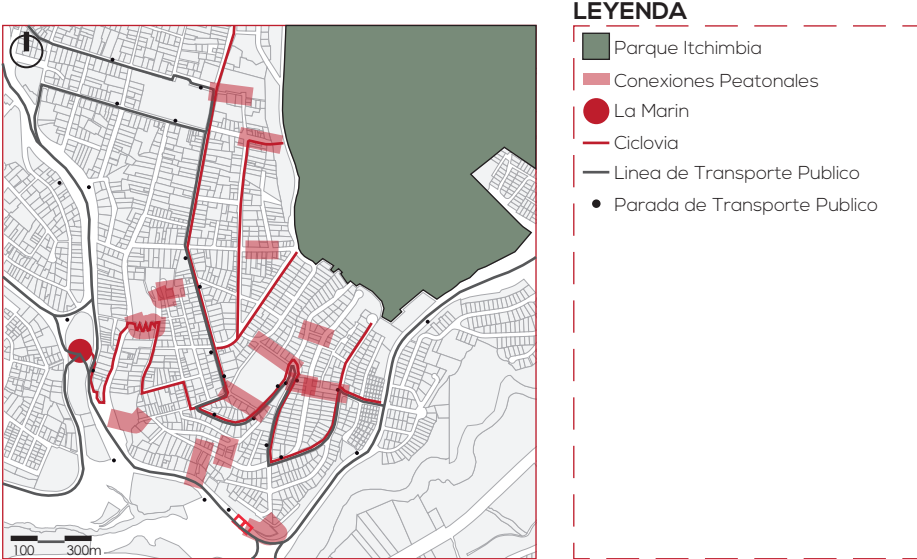 LEYENDA
Parque Itchimbia
Conexiones Peatonales
La Marin
Ciclovia
Linea de Transporte Publico
Parada de Transporte Publico
100 300m